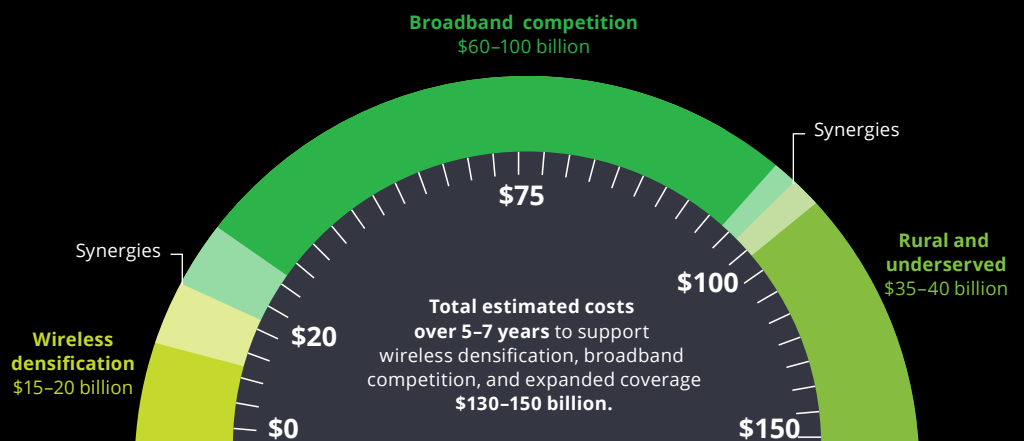 Broadband competition
$60–100 billion
Synergies
$75
Synergies
Rural and
underserved
$35–40 billion
$100
Total estimated costs
over 5–7 years to support
wireless densification, broadband
competition, and expanded coverage
$130–150 billion.
$20
Wireless
densification
$15–20 billion
$0
$150